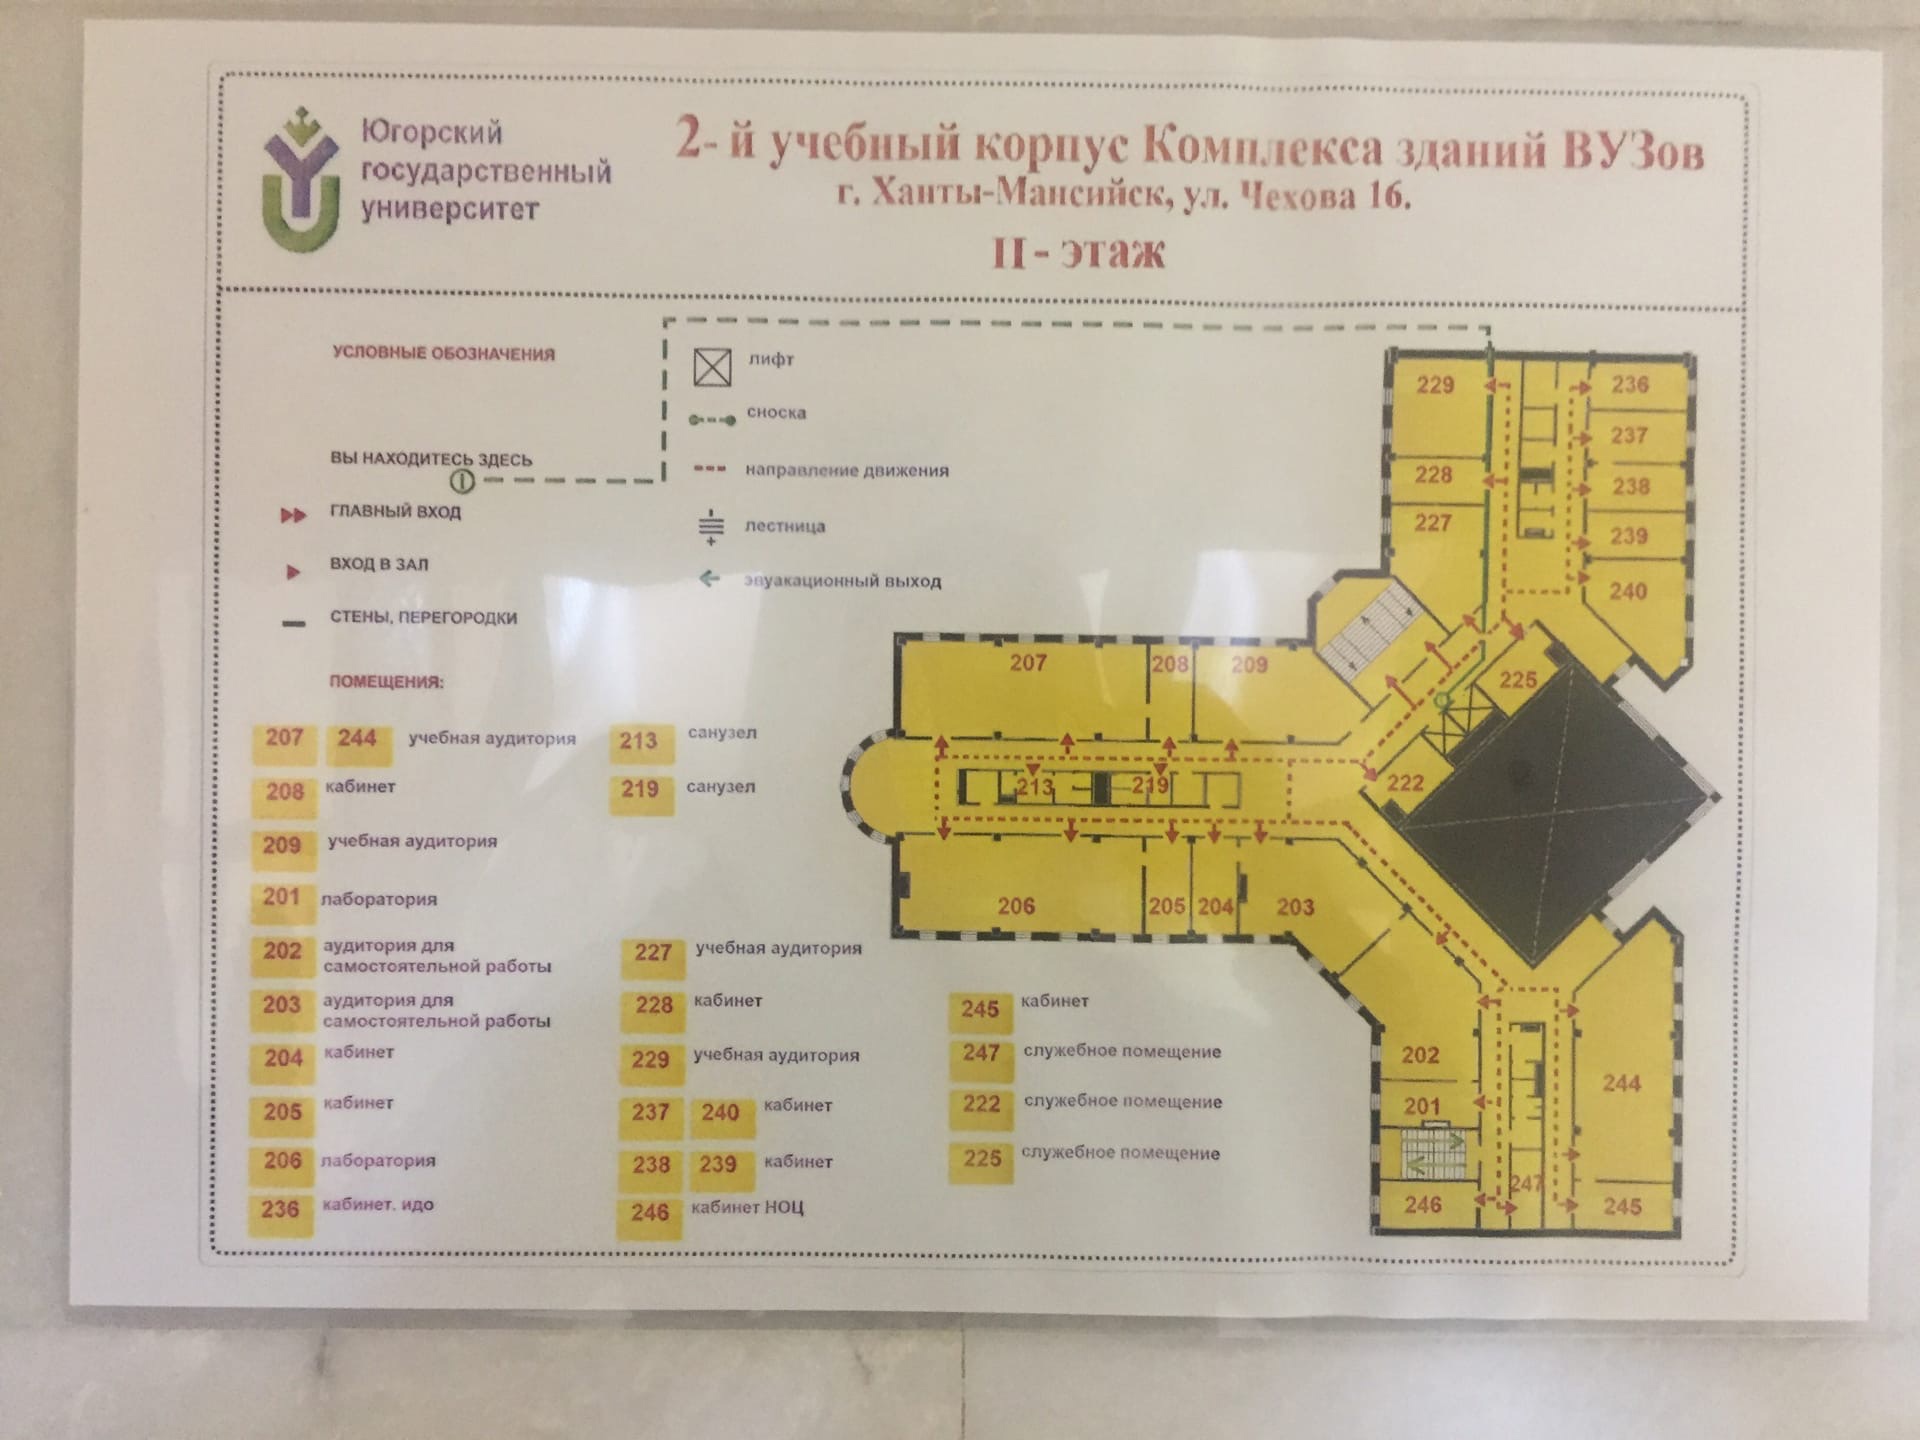 Югорский
государственный
университет
2- й учебный корпус Комплекса зданий ВУЗов
г. Ханты-Мансийск, ул. Чехова 16.
II - этаж
УСЛОВНЫЕ ОБОЗНАЧЕНИЯ
ВЫ НАХОДИТЕСЬ ЗДЕСЬ
ГЛАВНЫЙ ВХОД
ВХОД В ЗАЛ
СТЕНЫ, ПЕРЕГОРОДКИ
лифт
сноска
направление движения
лестница
эвуакационный выход
ПОМЕЩЕНИЯ:
207 244 учебная аудитория
208 кабинет
209 учебная аудитория
201 лаборатория
202 аудитория для
самостоятельной работы
203 аудитория для
самостоятельной работы
204 кабинет
205 кабинет
206 лаборатория
236 кабинет. идо
213 санузел
219 санузел
227 учебная аудитория
228 кабинет
229 учебная аудитория
237 240 кабинет
238 239 кабинет
246 кабинет НОЦ
245 кабинет
247 служебное помещение
222 служебное помещение
225 служебное помещение
229
236
237
228
238
227
239
240
207
208
209
225
213
219
222
206
205
204
203
202
244
201
247
246
245